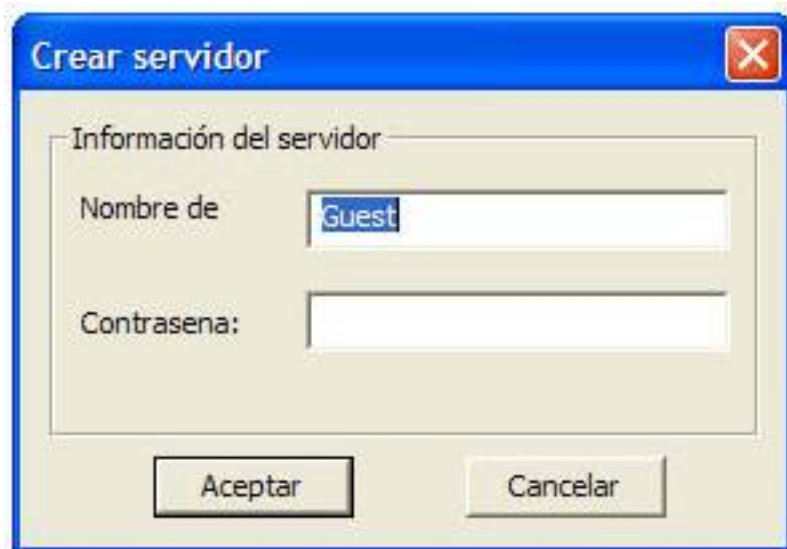 Crear servidor
Información del servidor
Nombre de
Guest
Contrasena:
Aceptar
Cancelar